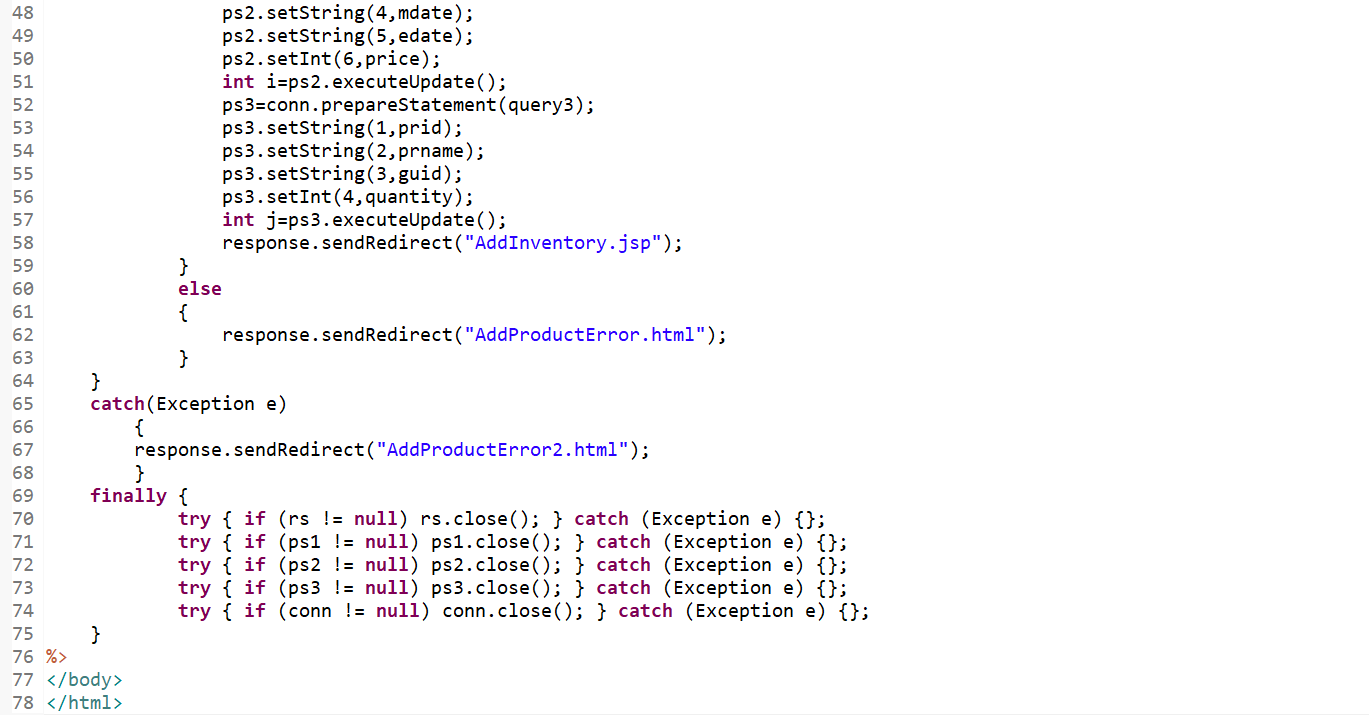 48 ps2.setString(4,mdate);
49 ps2.setString(5,edate);
50 ps2.setInt(6,price);
51 int i=ps2.executeUpdate();
52 ps3=conn.prepareStatement(query3);
53 ps3.setString(1,prid);
54 ps3.setString(2,prname);
55 ps3.setString(3,guid);
56 ps3.setInt(4,quantity);
57 int j=ps3.executeUpdate();
58 response.sendRedirect("AddInventory.jsp");
59 }
60 else
61 {
62 response.sendRedirect("AddProductError.html");
63 }
64 }
65 catch(Exception e)
66 {
67 response.sendRedirect("AddProductError2.html");
68 }
69 finally {
70 try { if (rs != null) rs.close(); } catch (Exception e) {};
71 try { if (ps1 != null) ps1.close(); } catch (Exception e) {};
72 try { if (ps2 != null) ps2.close(); } catch (Exception e) {};
73 try { if (ps3 != null) ps3.close(); } catch (Exception e) {};
74 try { if (conn != null) conn.close(); } catch (Exception e) {};
75 }
76 %>
77 </body>
78 </html>